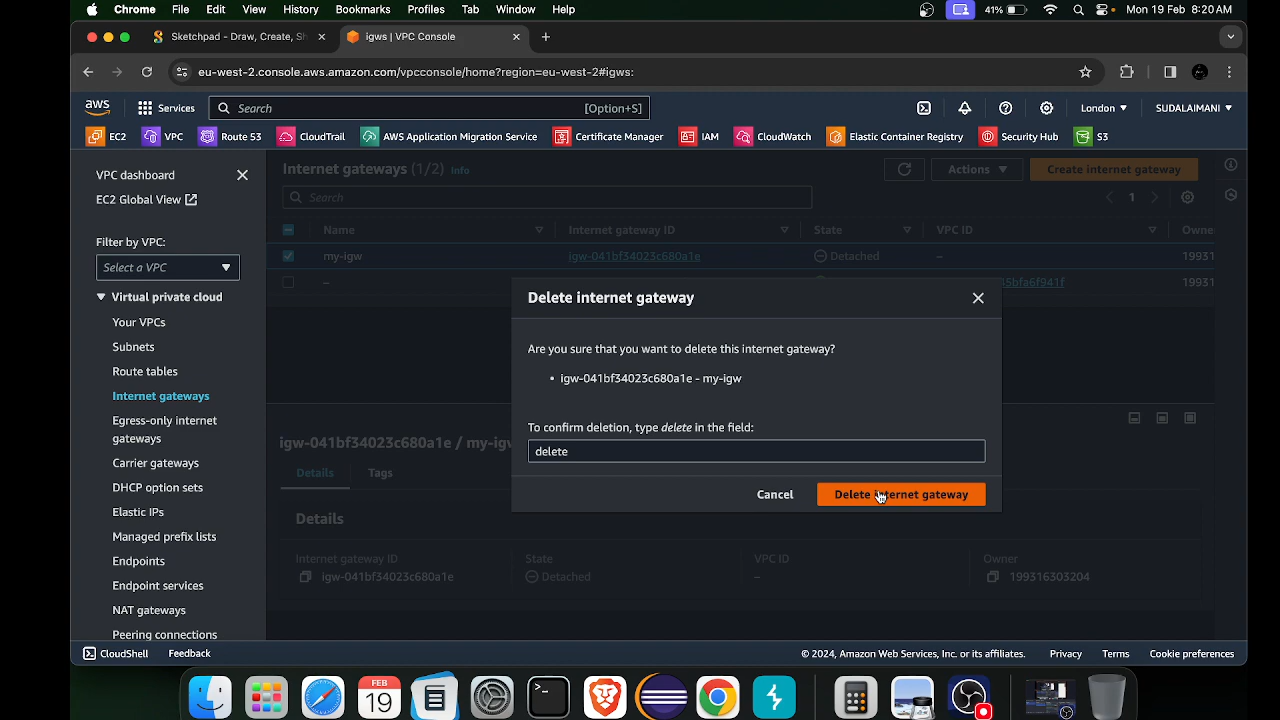 Chrome File Edit View History Bookmarks Profiles Tab Window Help 41% Mon 19 Feb 8:20 AM
Sketchpad - Draw, Create, Sh igws | VPC Console
eu-west-2.console.aws.amazon.com/vpcconsole/home?region=eu-west-2#igws:
aws Services Search [Option+S] London SUDALAIMANI
EC2 VPC Route 53 CloudTrail AWS Application Migration Service Certificate Manager IAM CloudWatch Elastic Container Registry Security Hub S3
VPC dashboard
EC2 Global View
Filter by VPC:
Select a VPC
Virtual private cloud
Your VPCs
Subnets
Route tables
Internet gateways
Egress-only internet
gateways
Carrier gateways
DHCP option sets
Elastic IPs
Managed prefix lists
Endpoints
Endpoint services
NAT gateways
Peering connections
Internet gateways (1/2) Info Actions Create internet gateway
Search 1
Name Internet gateway ID State VPC ID Owne
my-igw igw-041bf34023c680a1e Detached – 19931
– 45bfa6f941f 19931
Delete internet gateway
Are you sure that you want to delete this internet gateway?
• igw-041bf34023c680a1e - my-igw
To confirm deletion, type delete in the field:
delete
Cancel Delete internet gateway
igw-041bf34023c680a1e / my-igw
Details Tags
Details
Internet gateway ID State VPC ID Owner
igw-041bf34023c680a1e Detached – 199316303204
CloudShell Feedback © 2024, Amazon Web Services, Inc. or its affiliates. Privacy Terms Cookie preferences
FEB
19